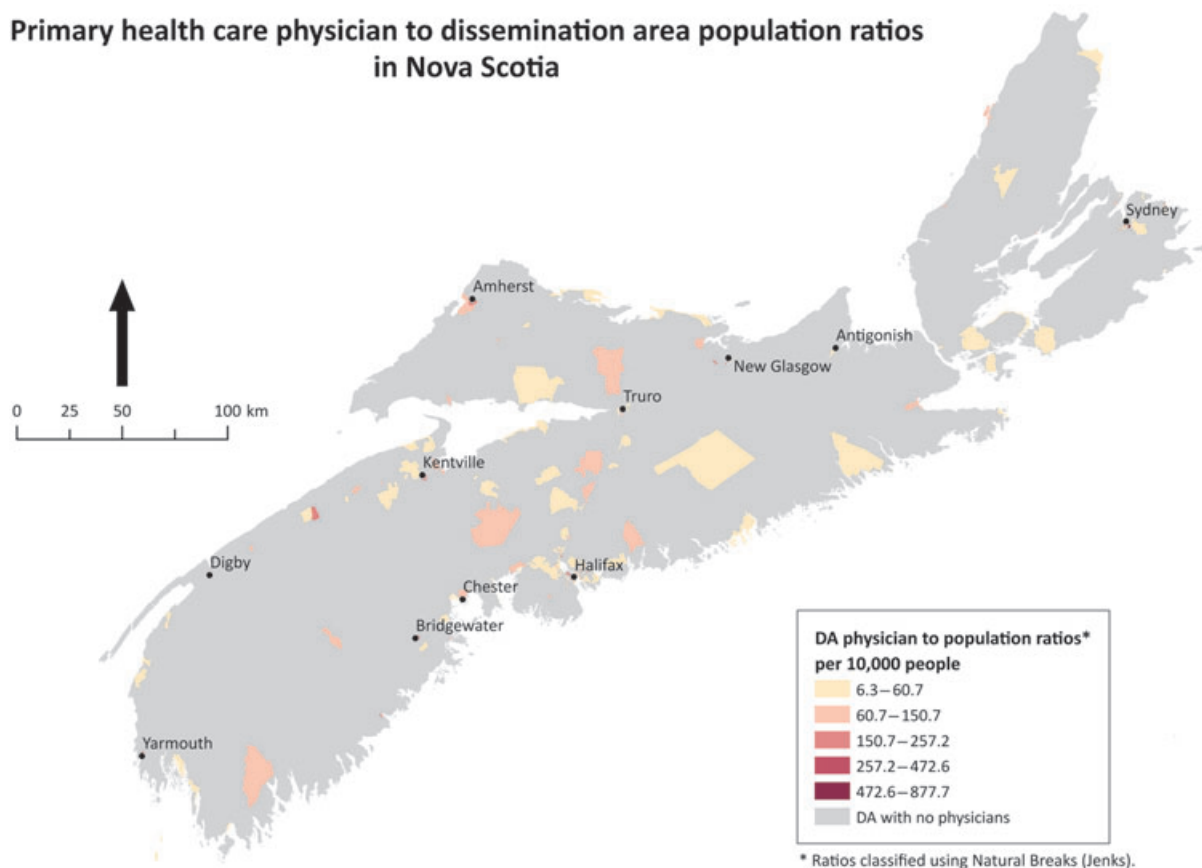 Primary health care physician to dissemination area population ratios
in Nova Scotia
Sydney
Amherst
Antigonish
New Glasgow
0 25 50 100 km
Truro
Kentville
Digby
Halifax
Chester
Bridgewater
Yarmouth
DA physician to population ratios*
per 10,000 people
6.3–60.7
60.7–150.7
150.7–257.2
257.2–472.6
472.6–877.7
DA with no physicians
* Ratios classified using Natural Breaks (Jenks).